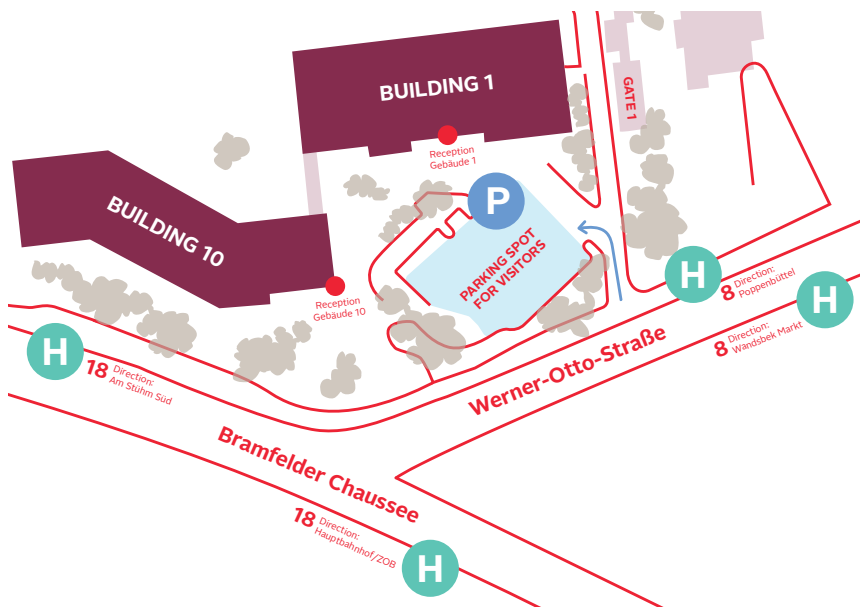 BUILDING 1
GATE 1
Reception
Gebäude 1
P
BUILDING 10
PARKING SPOT
FOR VISITORS
Reception
Gebäude 10
H
8 Direction:
Poppenbüttel
H
8 Direction:
Wandsbek Markt
Werner-Otto-Straße
H
18 Direction:
Am Stühm Süd
Bramfelder Chaussee
18 Direction:
Hauptbahnhof/ZOB
H